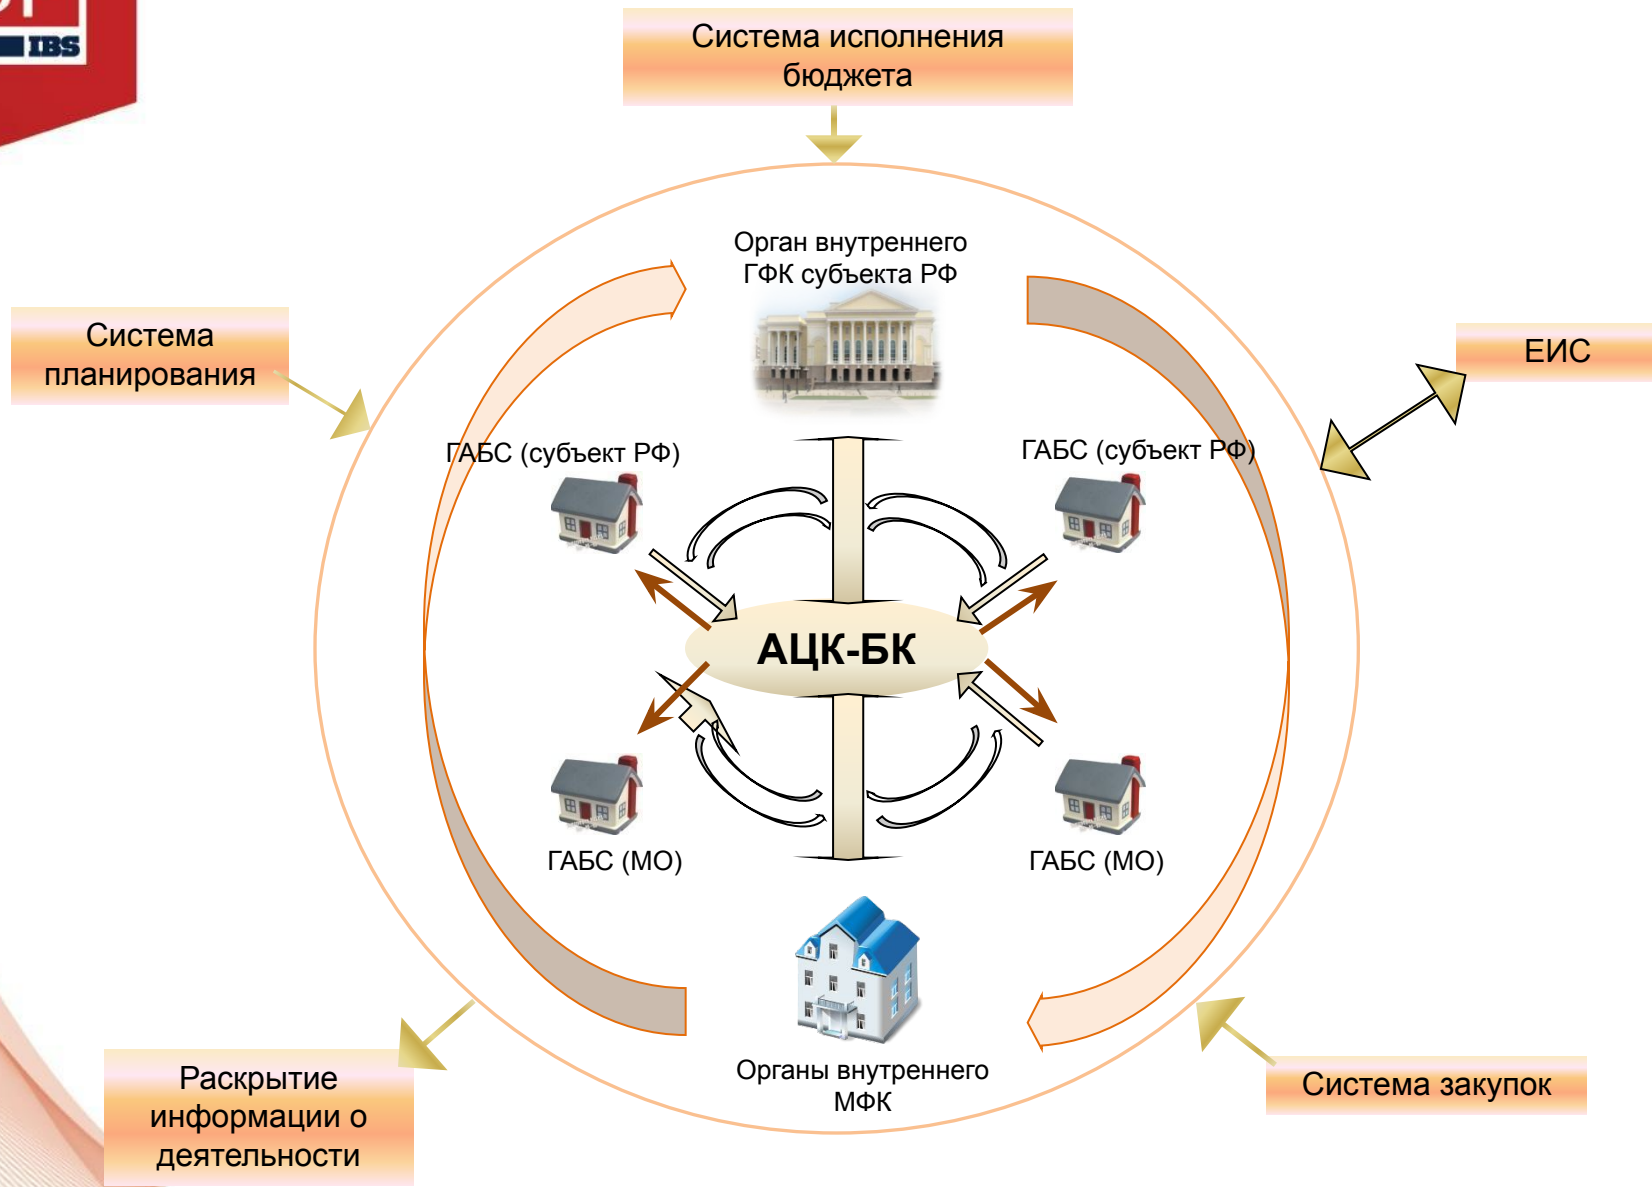 IBS
Система исполнения
бюджета
Орган внутреннего
ГФК субъекта РФ
Система
планирования
ЕИС
ГАБС (субъект РФ)
ГАБС (субъект РФ)
АЦК-БК
ГАБС (МО)
ГАБС (МО)
Органы внутреннего
МФК
Раскрытие
информации о
деятельности
Система закупок